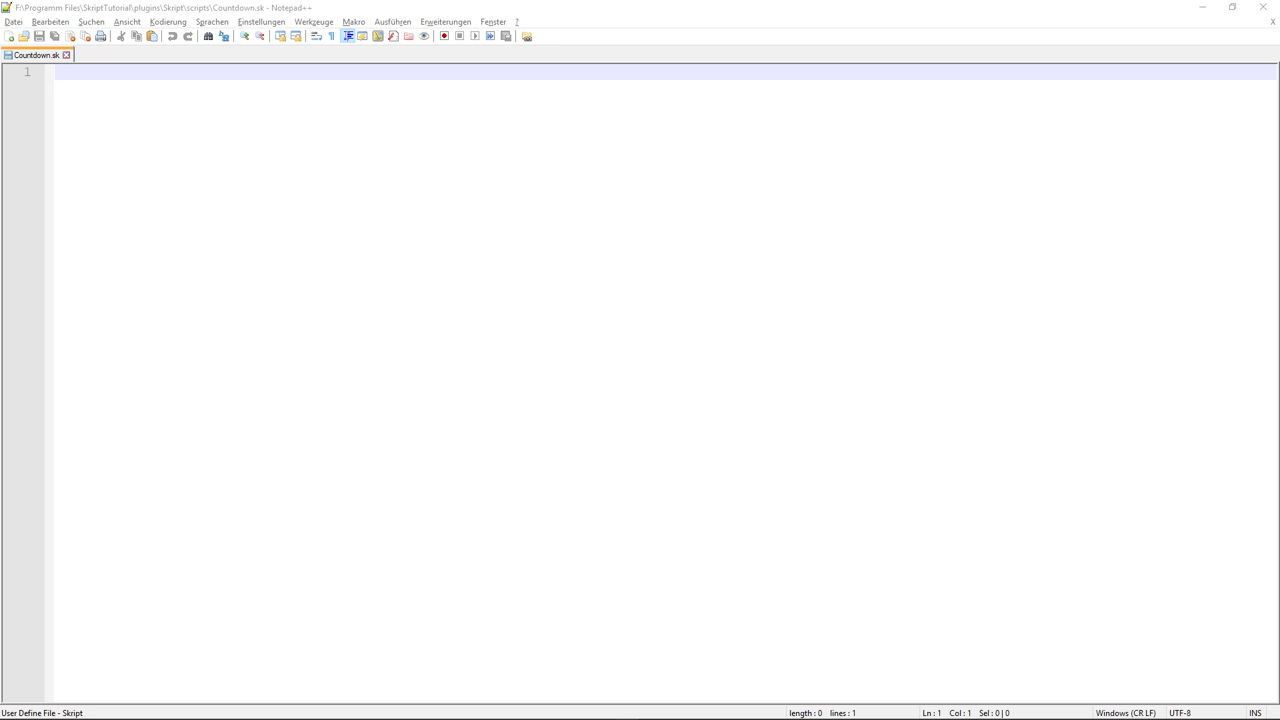 F:\Programm Files\SkriptTutorial\plugins\Skript\scripts\Countdown.sk - Notepad++
Datei Bearbeiten Suchen Ansicht Kodierung Sprachen Einstellungen Werkzeuge Makro Ausführen Erweiterungen Fenster ? X
Countdown.sk
1
User Define File - Skript length : 0 lines : 1 Ln : 1 Col : 1 Sel : 0 | 0 Windows (CR LF) UTF-8 INS